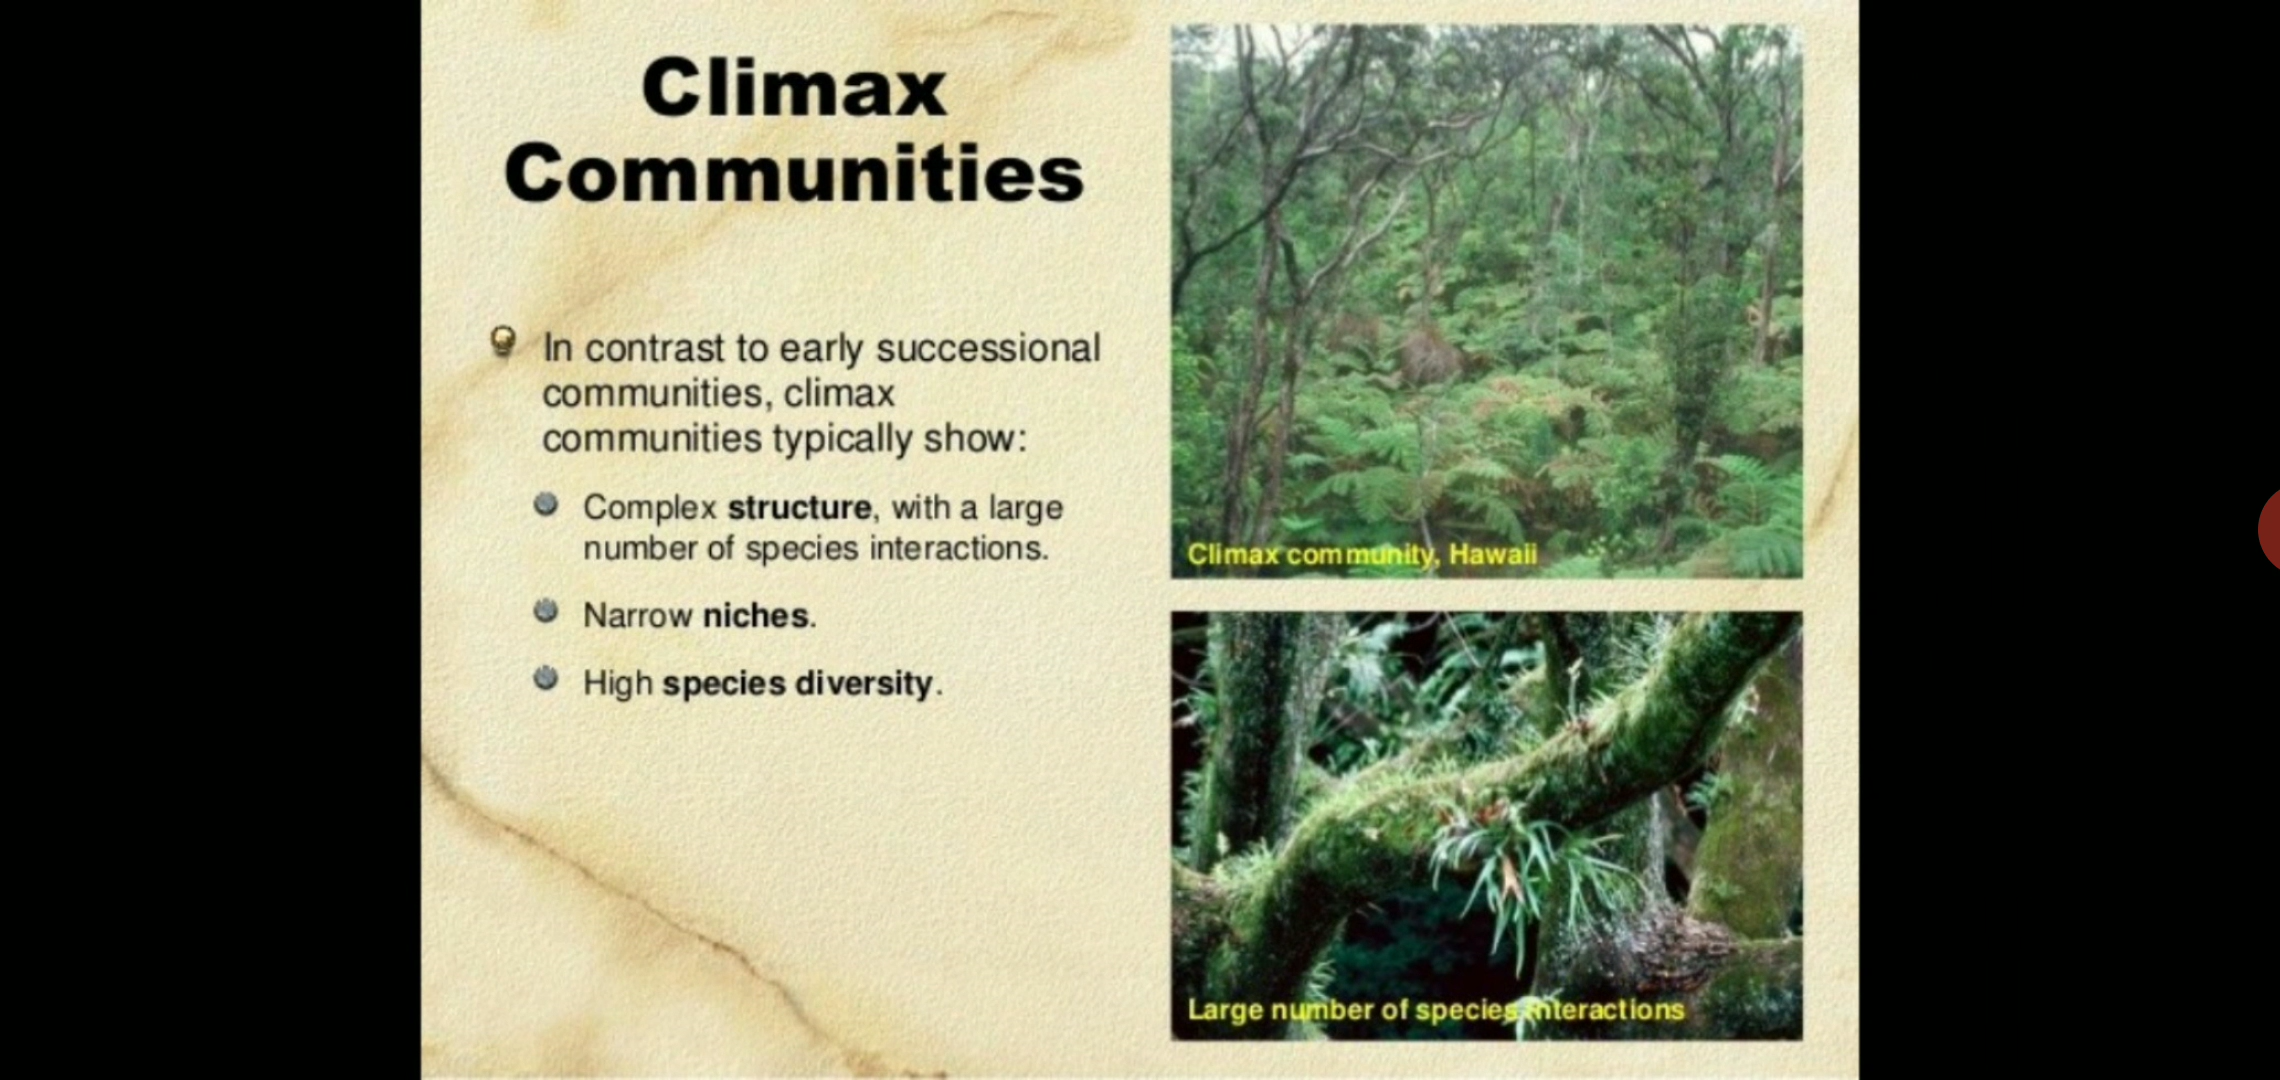 Climax
Communities
In contrast to early successional
communities, climax
communities typically show:
Complex structure, with a large
number of species interactions.
Narrow niches.
High species diversity.
Climax community, Hawaii
Large number of species interactions